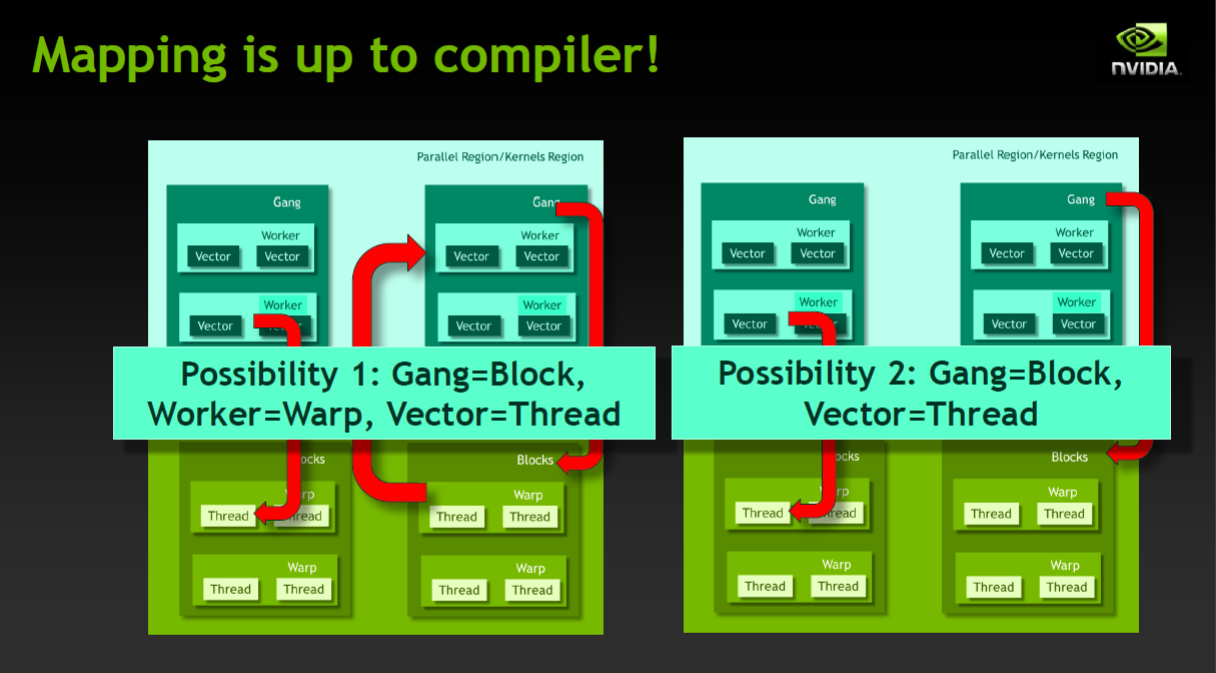 Mapping is up to compiler!
NVIDIA.
Parallel Region/Kernels Region
Gang
Gang
Worker
Worker
Vector Vector
Vector Vector
Worker
Worker
Vector
Vector Vector
Possibility 1: Gang=Block,
Worker=Warp, Vector=Thread
Blocks
Warp
Thread
Thread Thread
Warp
Warp
Thread Thread
Thread Thread
Parallel Region/Kernels Region
Gang
Gang
Worker
Worker
Vector Vector
Vector Vector
Worker
Worker
Vector
Vector Vector
Possibility 2: Gang=Block,
Vector=Thread
Blocks
Warp
Thread
Thread Thread
Warp
Warp
Thread Thread
Thread Thread